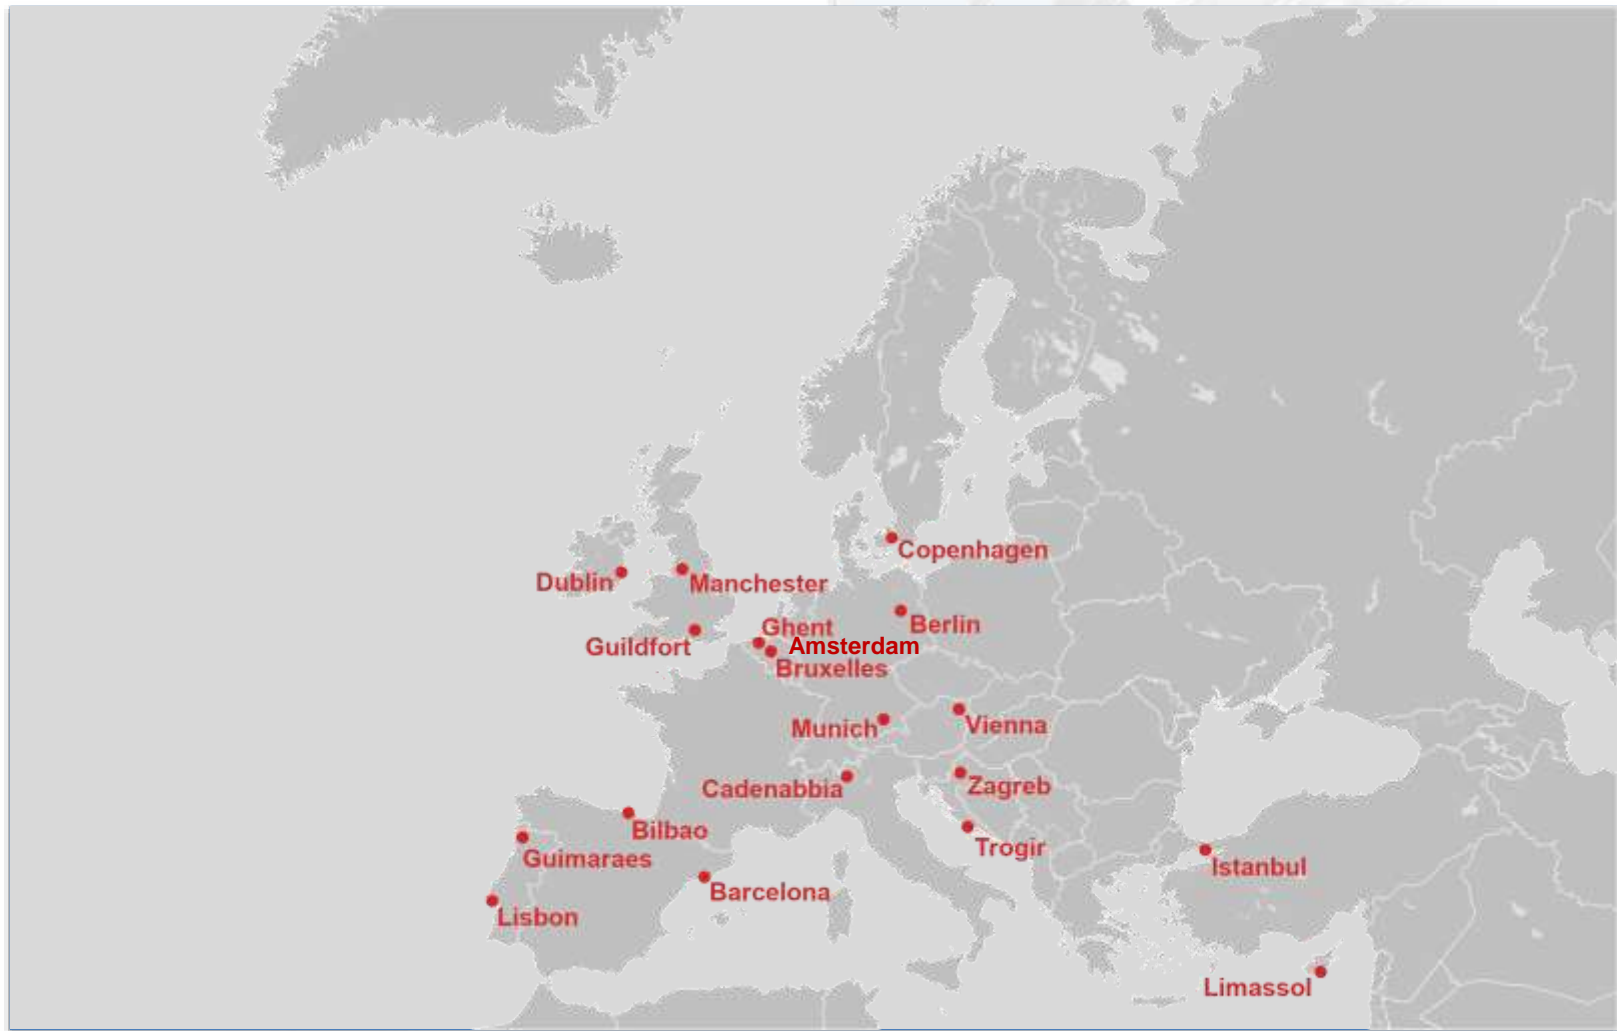 Copenhagen
Dublin
Manchester
Berlin
Ghent
Guildfort
Amsterdam
Bruxelles
Munich
Vienna
Cadenabbia
Zagreb
Bilbao
Trogir
Guimaraes
Istanbul
Barcelona
Lisbon
Limassol